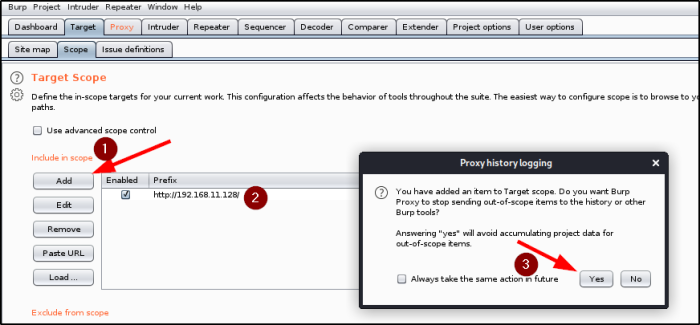 Burp Project Intruder Repeater Window Help
Dashboard Target Proxy Intruder Repeater Sequencer Decoder Comparer Extender Project options User options
Site map Scope Issue definitions
? Target Scope
Define the in-scope targets for your current work. This configuration affects the behavior of tools throughout the suite. The easiest way to configure scope is to browse to yo
paths.
Use advanced scope control
1
Include in scope
Add
Edit
Remove
Paste URL
Load ...
Enabled Prefix
http://192.168.11.128/
2
Exclude from scope
Proxy history logging x
? You have added an item to Target scope. Do you want Burp
Proxy to stop sending out-of-scope items to the history or other
Burp tools?
Answering "yes" will avoid accumulating project data for
out-of-scope items.
3
Always take the same action in future Yes No